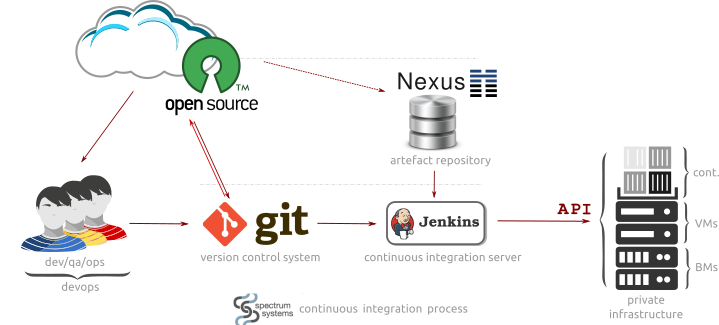 TM
open source
Nexus
artefact repository
cont.
API
git
Jenkins
VMs
version control system
continuous integration server
dev/qa/ops
BMs
devops
private
infrastructure
spectrum
systems
continuous integration process